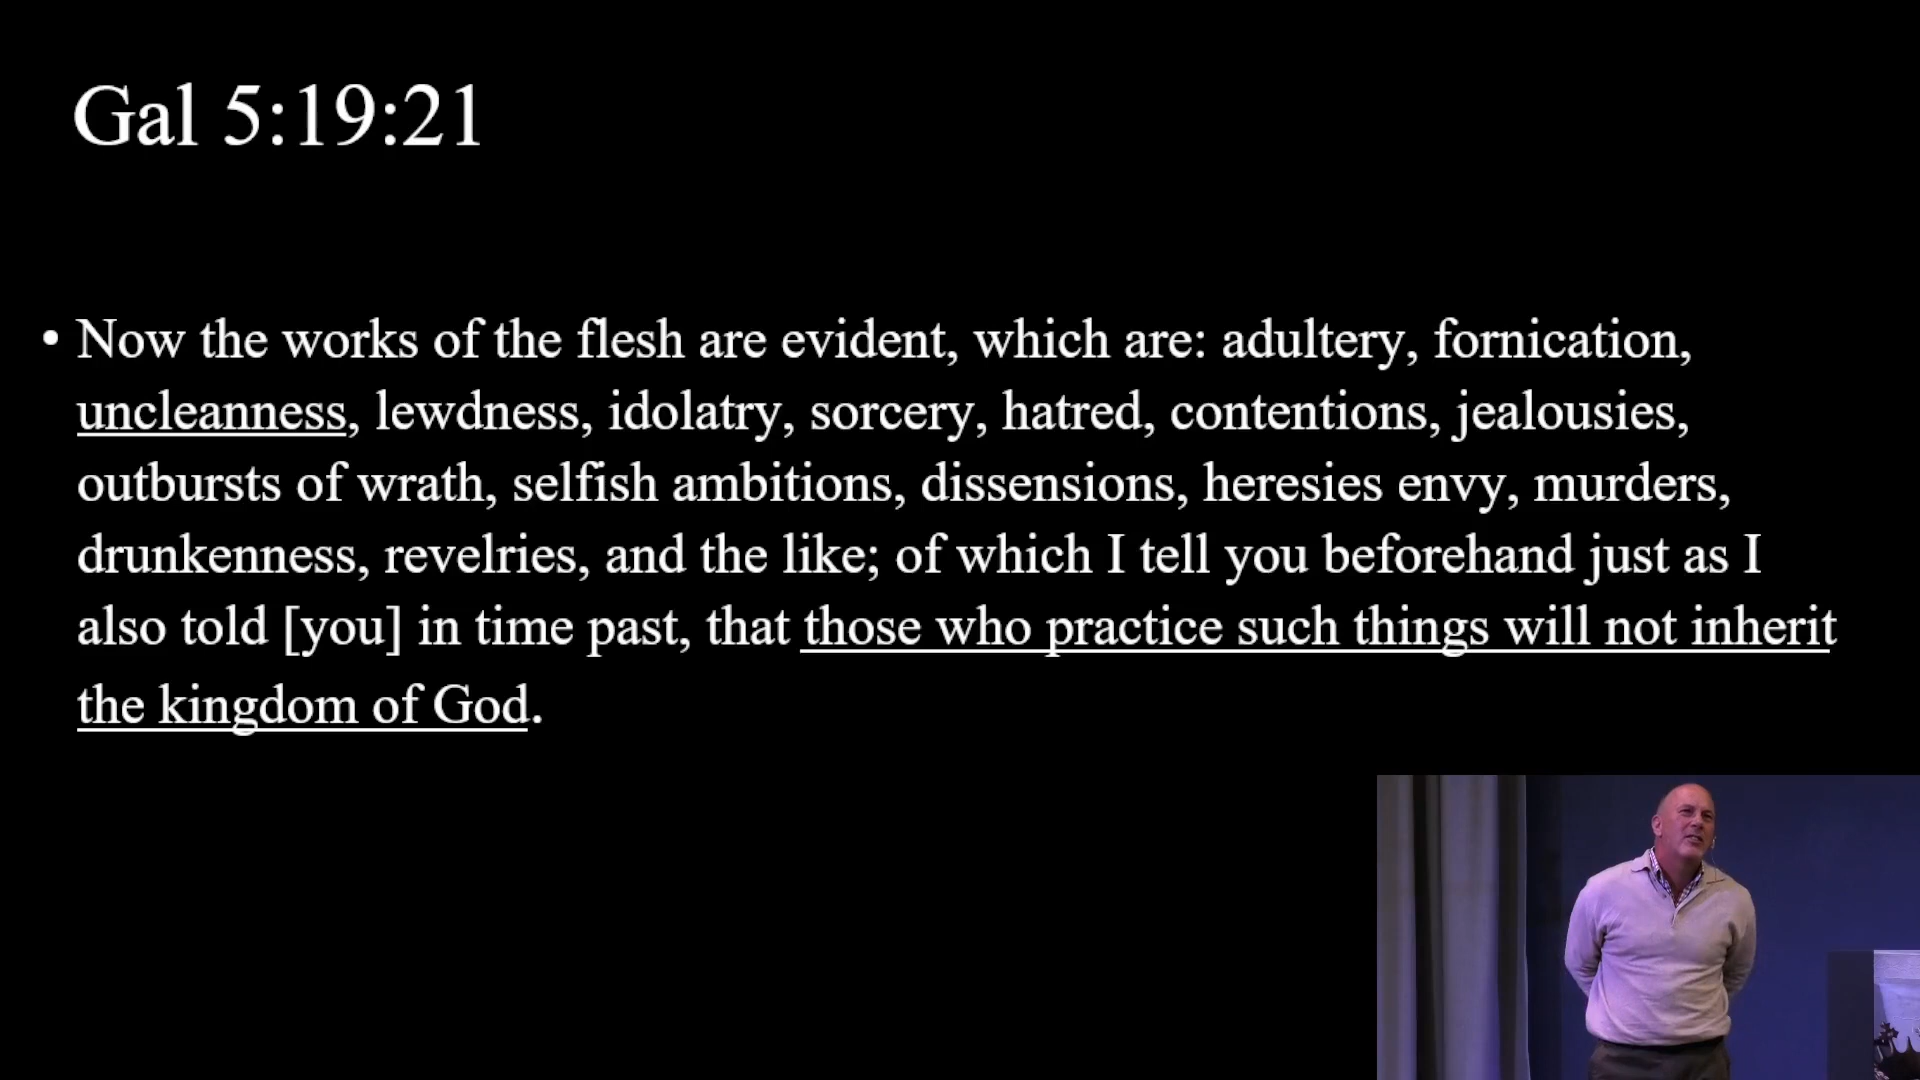 Gal 5:19:21
• Now the works of the flesh are evident, which are: adultery, fornication,
uncleanness, lewdness, idolatry, sorcery, hatred, contentions, jealousies,
outbursts of wrath, selfish ambitions, dissensions, heresies envy, murders,
drunkenness, revelries, and the like; of which I tell you beforehand just as I
also told [you] in time past, that those who practice such things will not inherit
the kingdom of God.